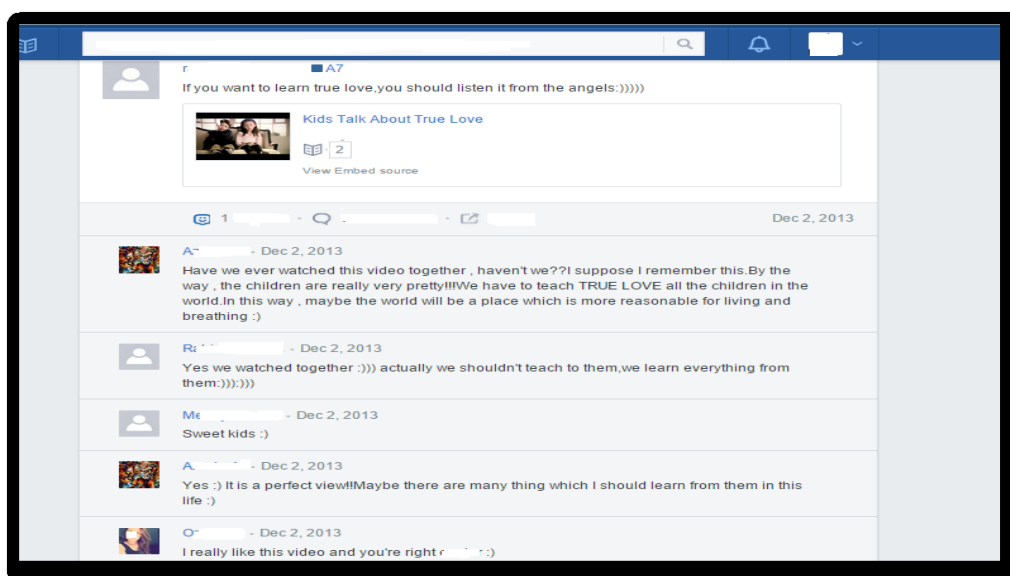 A7
If you want to learn true love,you should listen it from the angels:)))))
Kids Talk About True Love
2
View Embed source
1
Dec 2, 2013
- Dec 2, 2013
Have we ever watched this video together , haven't we??I suppose I remember this.By the
way , the children are really very pretty!!!We have to teach TRUE LOVE all the children in the
world.In this way , maybe the world will be a place which is more reasonable for living and
breathing :)
- Dec 2, 2013
Yes we watched together :))) actually we shouldn't teach to them,we learn everything from
them:))):)))
- Dec 2, 2013
Sweet kids :)
- Dec 2, 2013
Yes :) It is a perfect view!!Maybe there are many thing which I should learn from them in this
life :)
- Dec 2, 2013
I really like this video and you're right :)